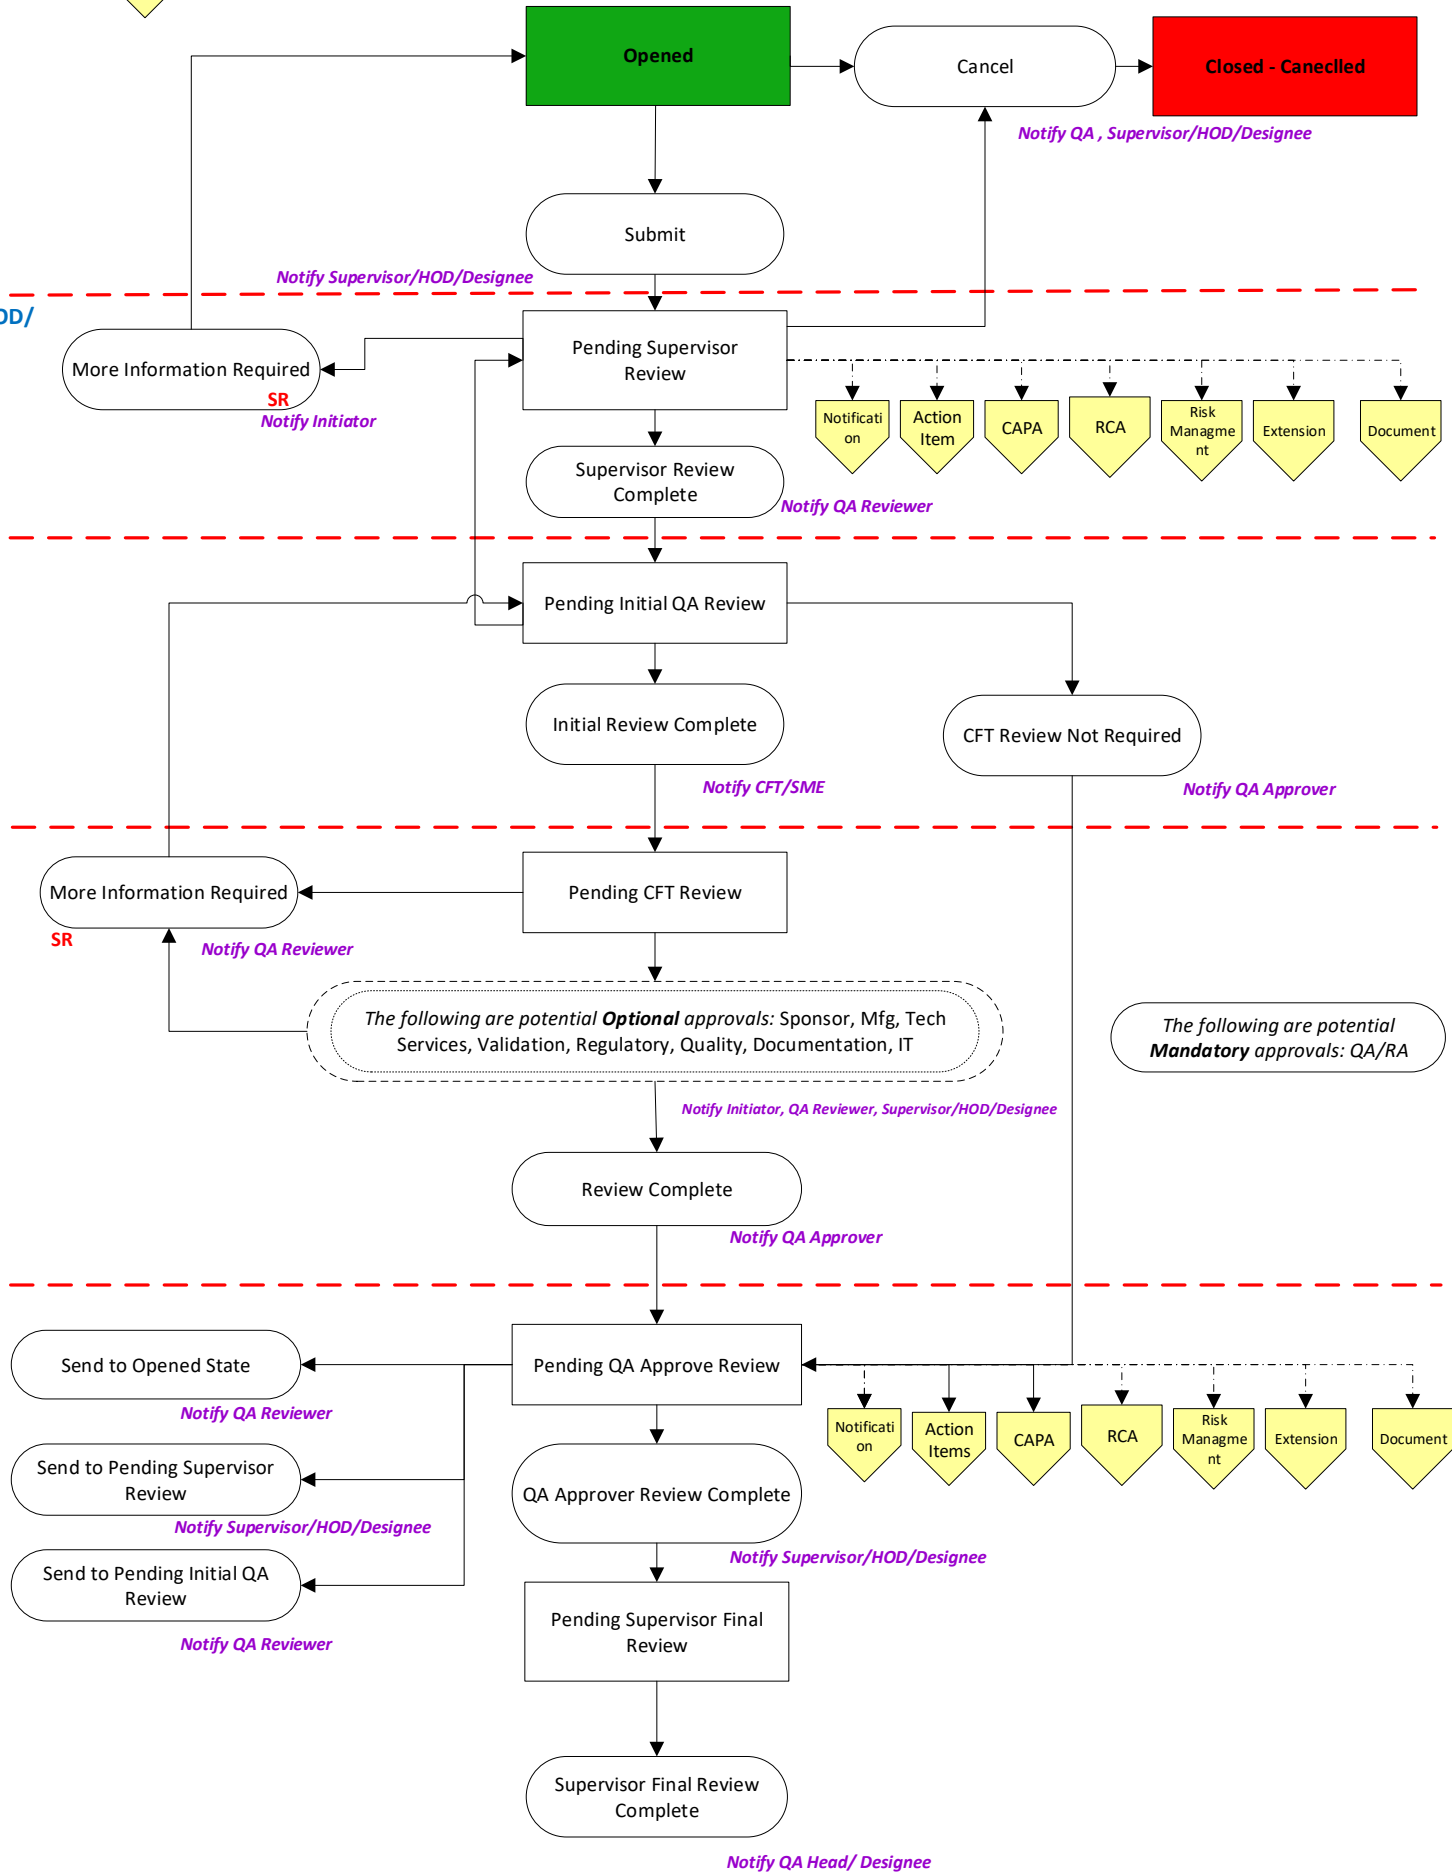 Opened
Cancel
Closed - Caneclled
Notify QA , Supervisor/HOD/Designee
Submit
Notify Supervisor/HOD/Designee
OD/
More Information Required
SR
Notify Initiator
Pending Supervisor
Review
Notificati
on
Action
Item
CAPA
RCA
Risk
Managme
nt
Extension
Document
Supervisor Review
Complete
Notify QA Reviewer
Pending Initial QA Review
Initial Review Complete
CFT Review Not Required
Notify CFT/SME
Notify QA Approver
More Information Required
SR
Notify QA Reviewer
Pending CFT Review
The following are potential Optional approvals: Sponsor, Mfg, Tech
Services, Validation, Regulatory, Quality, Documentation, IT
The following are potential
Mandatory approvals: QA/RA
Notify Initiator, QA Reviewer, Supervisor/HOD/Designee
Review Complete
Notify QA Approver
Send to Opened State
Notify QA Reviewer
Pending QA Approve Review
Notificati
on
Action
Items
CAPA
RCA
Risk
Managme
nt
Extension
Document
Send to Pending Supervisor
Review
Notify Supervisor/HOD/Designee
QA Approver Review Complete
Notify Supervisor/HOD/Designee
Send to Pending Initial QA
Review
Notify QA Reviewer
Pending Supervisor Final
Review
Supervisor Final Review
Complete
Notify QA Head/ Designee